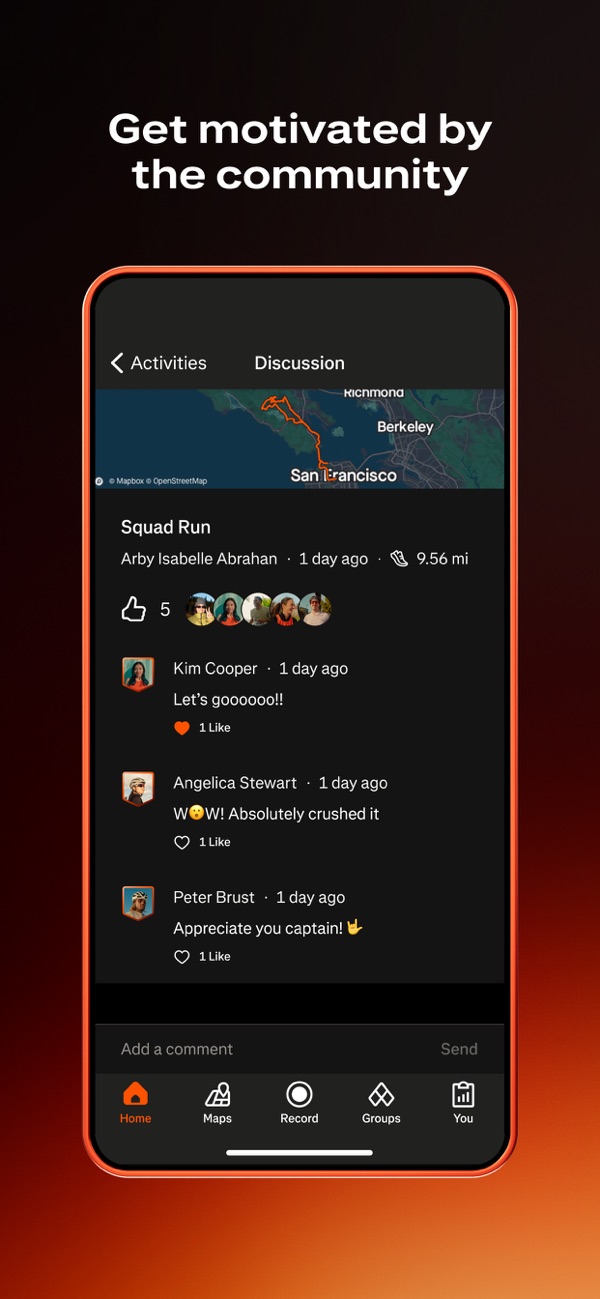 Get motivated by
the community
Activities
Discussion
Richmond
Berkeley
San Francisco
© Mapbox © OpenStreetMap
Squad Run
Arby Isabelle Abrahan · 1 day ago · 9.56 mi
5
Kim Cooper · 1 day ago
Let's goooooo!!
1 Like
Angelica Stewart · 1 day ago
W😮W! Absolutely crushed it
1 Like
Peter Brust · 1 day ago
Appreciate you captain! 🤟
1 Like
Add a comment
Send
Home
Maps
Record
Groups
You